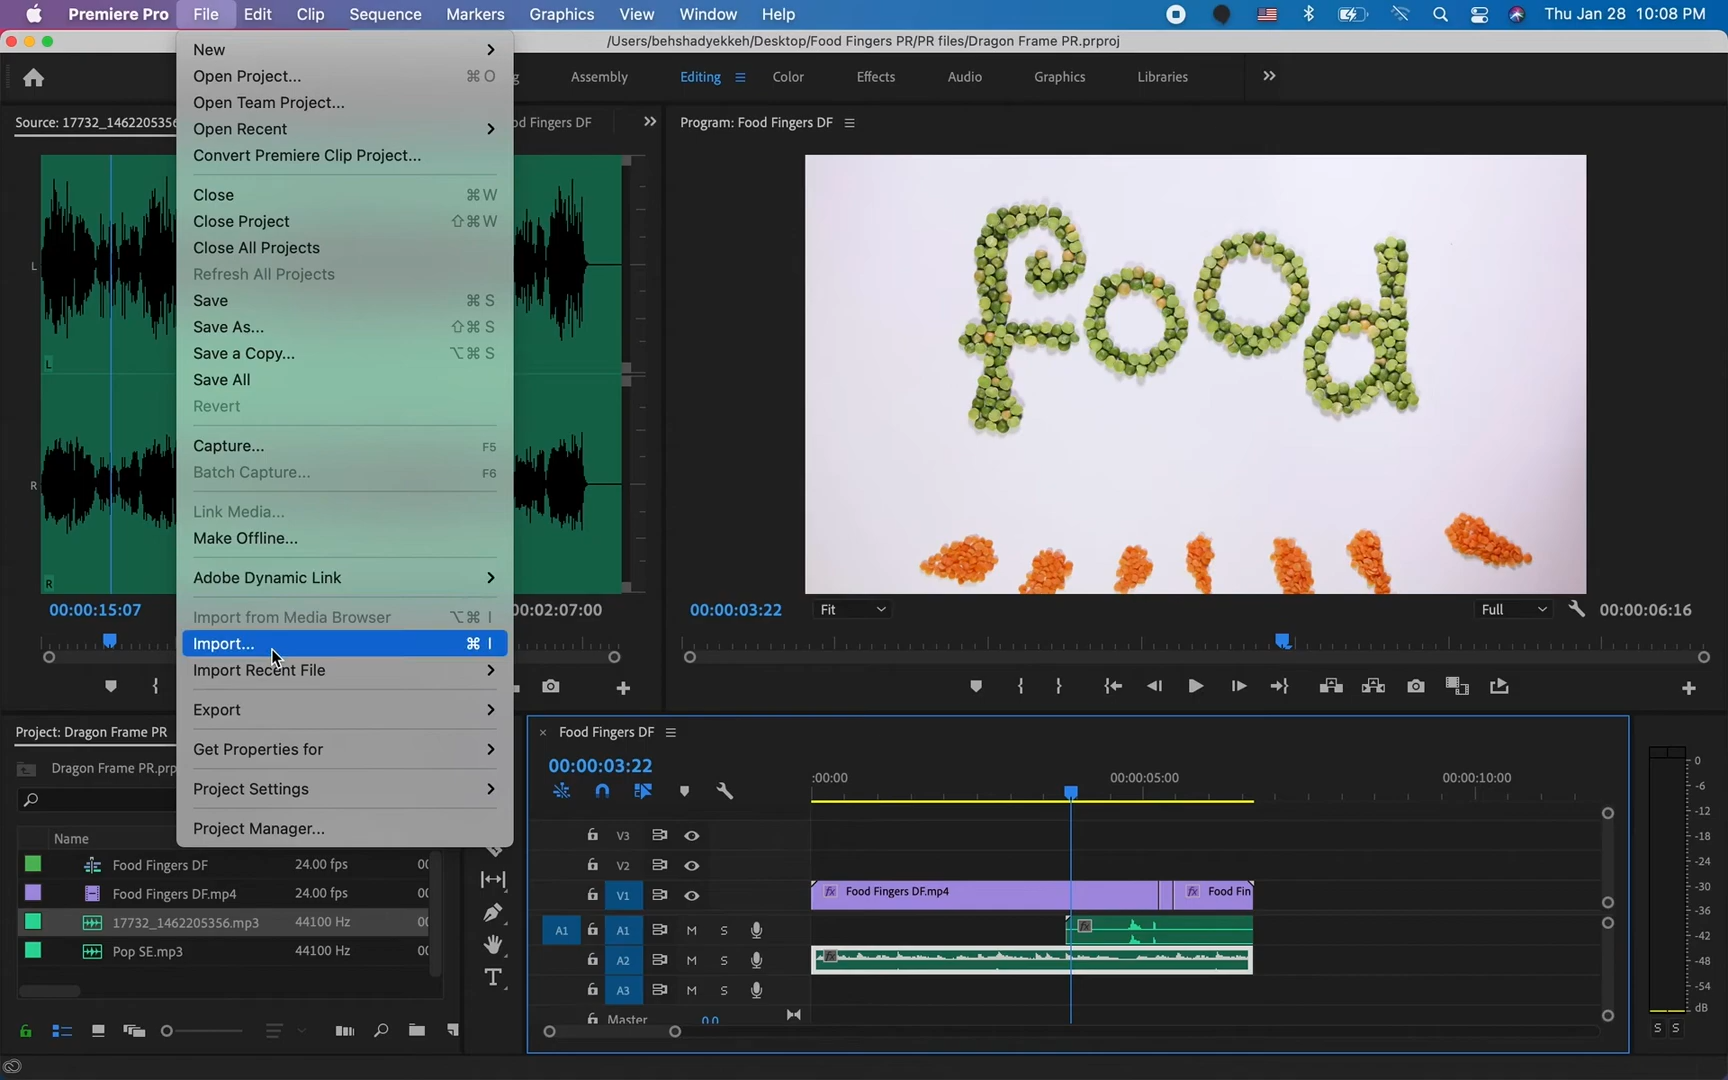 Premiere Pro File Edit Clip Sequence Markers Graphics View Window Help Thu Jan 28 10:08 PM
/Users/behshadyekkeh/Desktop/Food Fingers PR/PR files/Dragon Frame PR.prproj
Assembly Editing Color Effects Audio Graphics Libraries
Source: 17732_1462205356
od Fingers DF
Program: Food Fingers DF
New
Open Project... ⌘ O
Open Team Project...
Open Recent
Convert Premiere Clip Project...
Close ⌘ W
Close Project ⇧⌘ W
Close All Projects
Refresh All Projects
Save ⌘ S
Save As... ⇧⌘ S
Save a Copy... ⌥⌘ S
Save All
Revert
Capture... F5
Batch Capture... F6
Link Media...
Make Offline...
Adobe Dynamic Link
Import from Media Browser ⌥⌘ I
Import... ⌘ I
Import Recent File
Export
Get Properties for
Project Settings
Project Manager...
L
L
R
R
00:00:15:07
00:02:07:00
food
00:00:03:22 Fit Full 00:00:06:16
Project: Dragon Frame PR
Dragon Frame PR.prp
Name
Food Fingers DF 24.00 fps 00
Food Fingers DF.mp4 24.00 fps 00
17732_1462205356.mp3 44100 Hz 00
Pop SE.mp3 44100 Hz 00
× Food Fingers DF
00:00:03:22
:00:00 00:00:05:00 00:00:10:00
V3
V2
V1 fx Food Fingers DF.mp4 fx Food Fin
A1 A1 M S fx
A2 M S fx
A3 M S
Master 0.0
0
-6
-12
-18
-24
-30
-36
-42
-48
-54
dB
S S
T